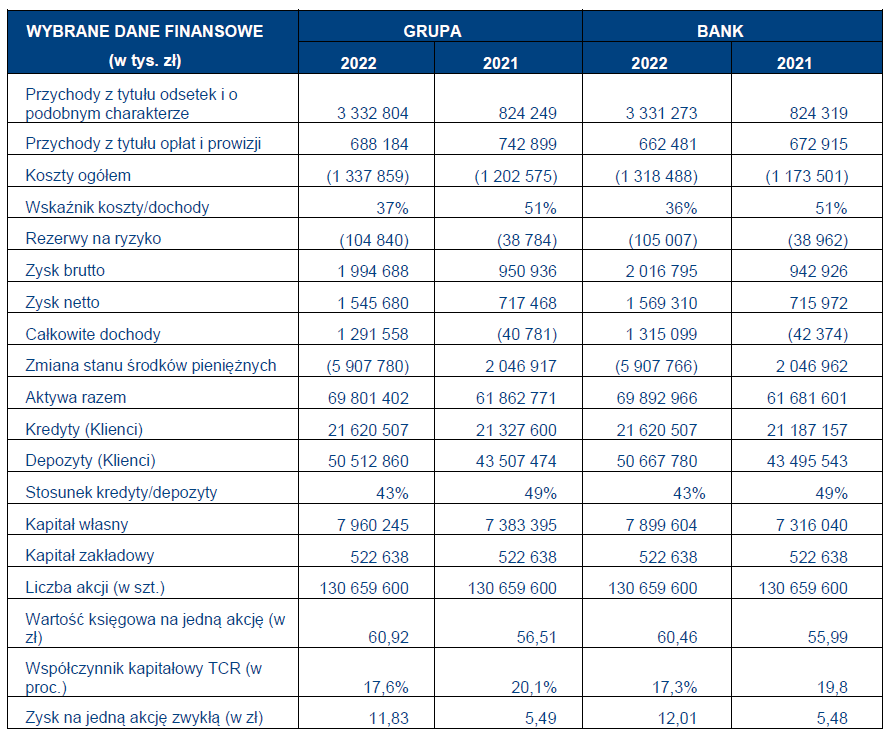 WYBRANE DANE FINANSOWE
(w tys. zł)
GRUPA BANK
2022 2021 2022 2021
Przychody z tytułu odsetek i o
podobnym charakterze 3 332 804 824 249 3 331 273 824 319
Przychody z tytułu opłat i prowizji 688 184 742 899 662 481 672 915
Koszty ogółem (1 337 859) (1 202 575) (1 318 488) (1 173 501)
Wskaźnik koszty/dochody 37% 51% 36% 51%
Rezerwy na ryzyko (104 840) (38 784) (105 007) (38 962)
Zysk brutto 1 994 688 950 936 2 016 795 942 926
Zysk netto 1 545 680 717 468 1 569 310 715 972
Całkowite dochody 1 291 558 (40 781) 1 315 099 (42 374)
Zmiana stanu środków pieniężnych (5 907 780) 2 046 917 (5 907 766) 2 046 962
Aktywa razem 69 801 402 61 862 771 69 892 966 61 681 601
Kredyty (Klienci) 21 620 507 21 327 600 21 620 507 21 187 157
Depozyty (Klienci) 50 512 860 43 507 474 50 667 780 43 495 543
Stosunek kredyty/depozyty 43% 49% 43% 49%
Kapitał własny 7 960 245 7 383 395 7 899 604 7 316 040
Kapitał zakładowy 522 638 522 638 522 638 522 638
Liczba akcji (w szt.) 130 659 600 130 659 600 130 659 600 130 659 600
Wartość księgowa na jedną akcję (w
zł) 60,92 56,51 60,46 55,99
Współczynnik kapitałowy TCR (w
proc.) 17,6% 20,1% 17,3% 19,8
Zysk na jedną akcję zwykłą (w zł) 11,83 5,49 12,01 5,48